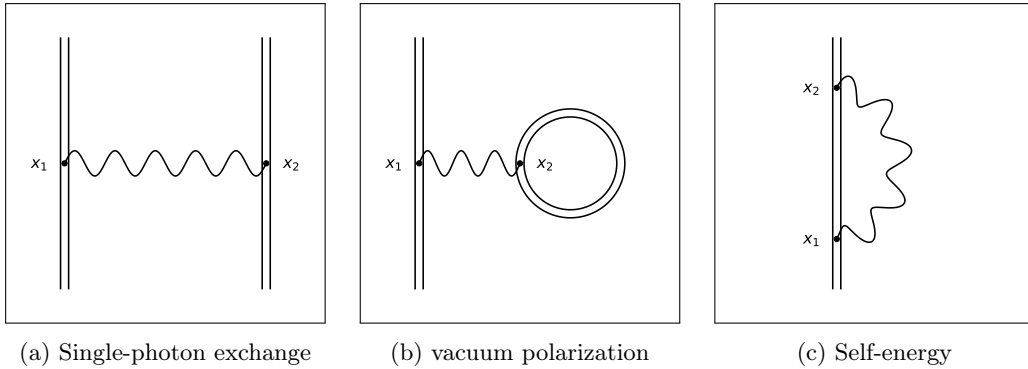 x₁ x₂ x₁ x₂ x₂
x₁
(a) Single-photon exchange (b) vacuum polarization (c) Self-energy